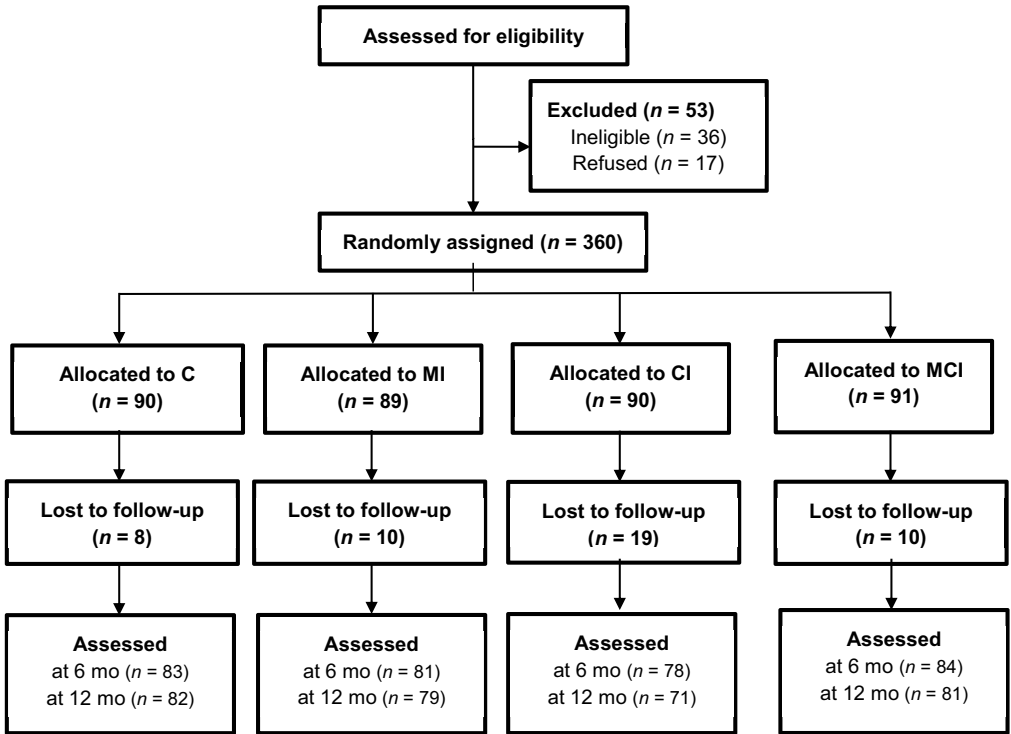 Assessed for eligibility
Excluded (n = 53)
Ineligible (n = 36)
Refused (n = 17)
Randomly assigned (n = 360)
Allocated to C
(n = 90)
Allocated to MI
(n = 89)
Allocated to CI
(n = 90)
Allocated to MCI
(n = 91)
Lost to follow-up
(n = 8)
Lost to follow-up
(n = 10)
Lost to follow-up
(n = 19)
Lost to follow-up
(n = 10)
Assessed
at 6 mo (n = 83)
at 12 mo (n = 82)
Assessed
at 6 mo (n = 81)
at 12 mo (n = 79)
Assessed
at 6 mo (n = 78)
at 12 mo (n = 71)
Assessed
at 6 mo (n = 84)
at 12 mo (n = 81)